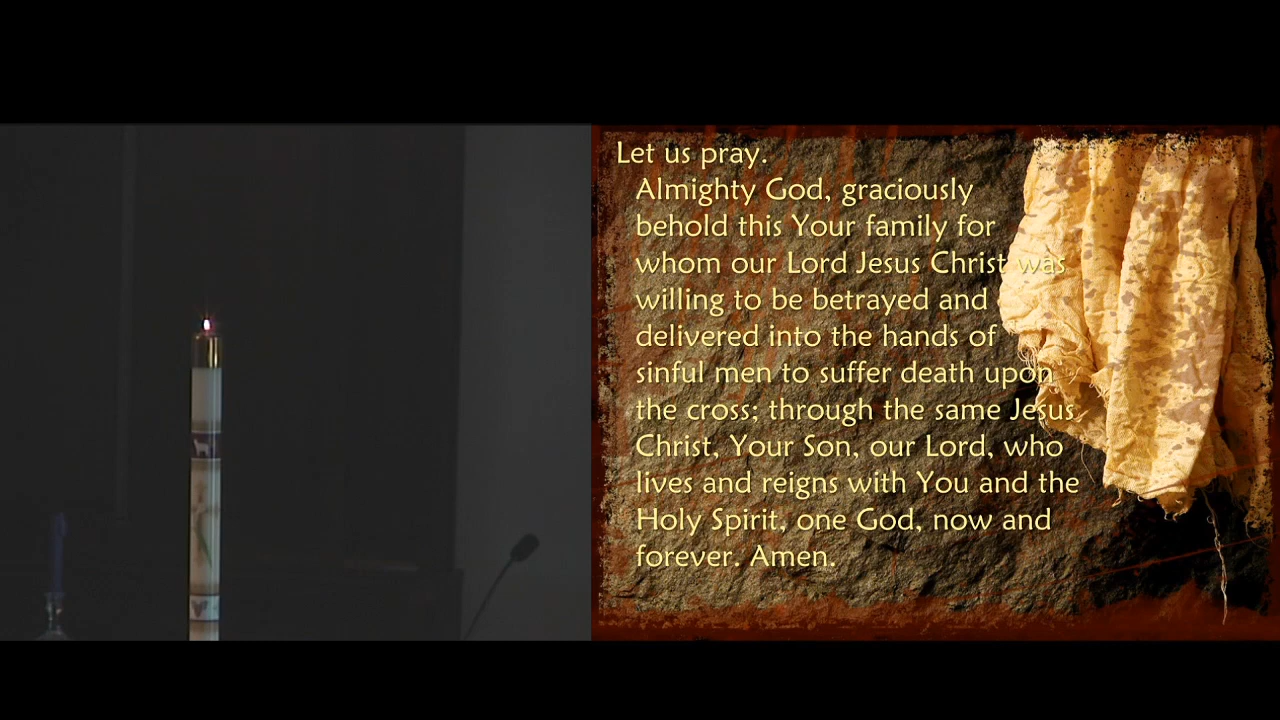 Let us pray.
Almighty God, graciously
behold this Your family for
whom our Lord Jesus Christ was
willing to be betrayed and
delivered into the hands of
sinful men to suffer death upon
the cross; through the same Jesus
Christ, Your Son, our Lord, who
lives and reigns with You and the
Holy Spirit, one God, now and
forever. Amen.